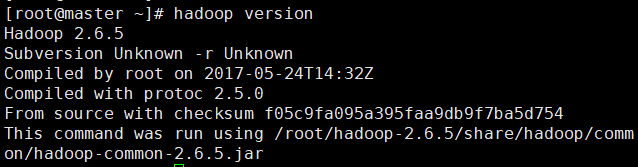 [root@master ~]# hadoop version
Hadoop 2.6.5
Subversion Unknown -r Unknown
Compiled by root on 2017-05-24T14:32Z
Compiled with protoc 2.5.0
From source with checksum f05c9fa095a395faa9db9f7ba5d754
This command was run using /root/hadoop-2.6.5/share/hadoop/comm
on/hadoop-common-2.6.5.jar